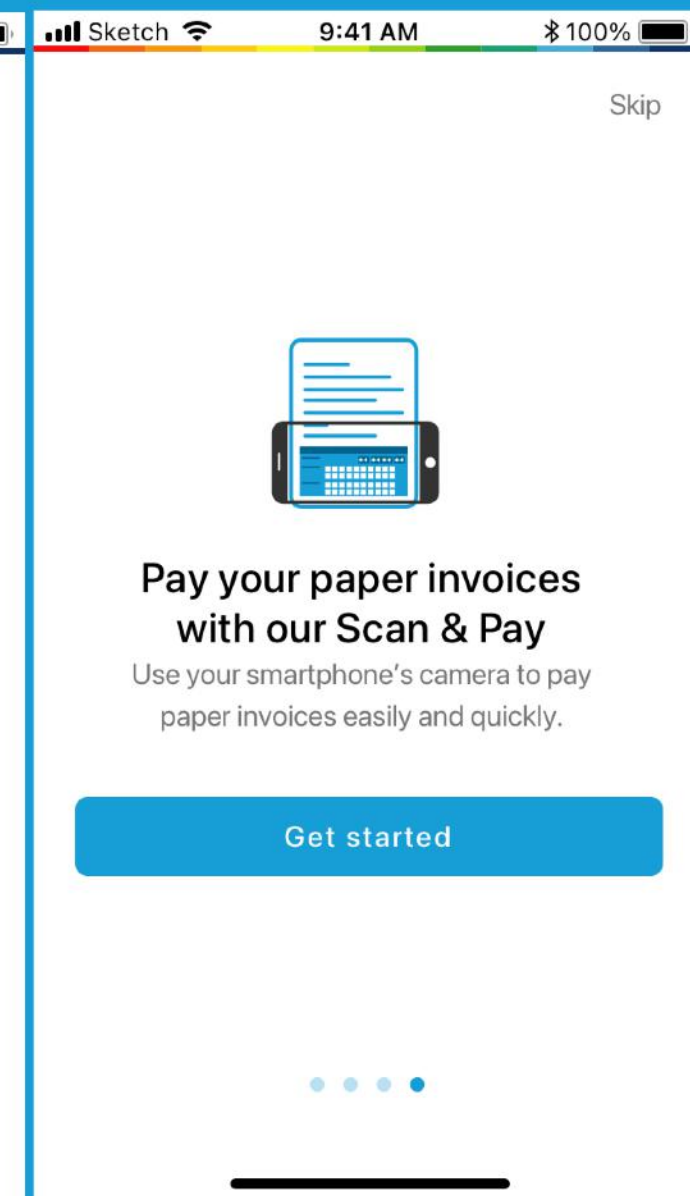 Sketch 9:41 AM 100%
Skip
Pay your paper invoices
with our Scan & Pay
Use your smartphone's camera to pay
paper invoices easily and quickly.
Get started